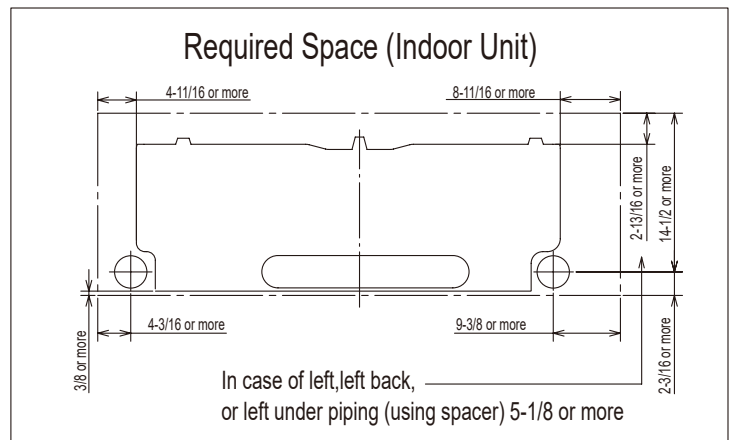 Required Space (Indoor Unit)
4-11/16 or more
8-11/16 or more
2-13/16 or more
14-1/2 or more
4-3/16 or more
9-3/8 or more
3/8 or more
2-3/16 or more
In case of left,left back,
or left under piping (using spacer) 5-1/8 or more